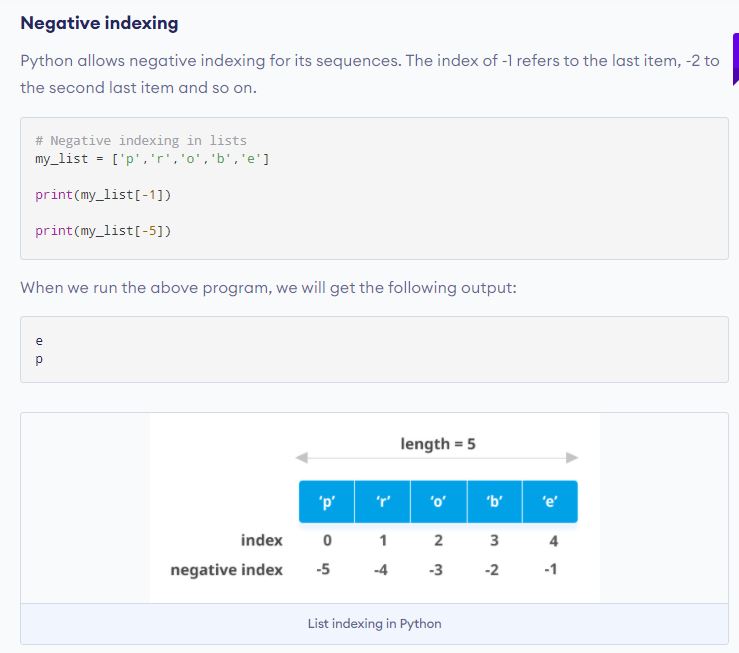 Negative indexing
Python allows negative indexing for its sequences. The index of -1 refers to the last item, -2 to
the second last item and so on.
# Negative indexing in lists
my_list = ['p','r','o','b','e']
print(my_list[-1])
print(my_list[-5])
When we run the above program, we will get the following output:
e
p
length = 5
'p' 'r' 'o' 'b' 'e'
index 0 1 2 3 4
negative index -5 -4 -3 -2 -1
List indexing in Python